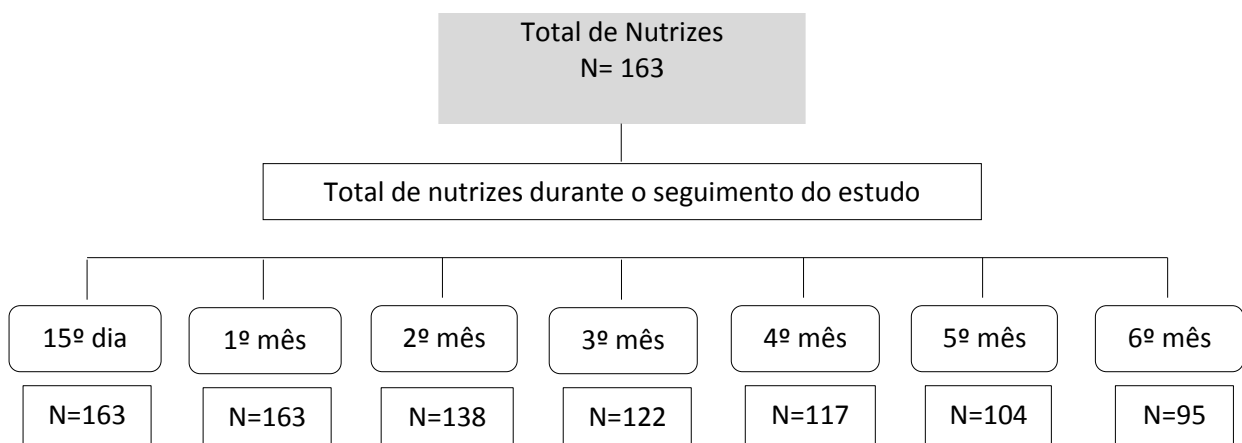 Total de Nutrizes
N= 163
Total de nutrizes durante o seguimento do estudo
15º dia
1º mês
2º mês
3º mês
4º mês
5º mês
6º mês
N=163
N=163
N=138
N=122
N=117
N=104
N=95